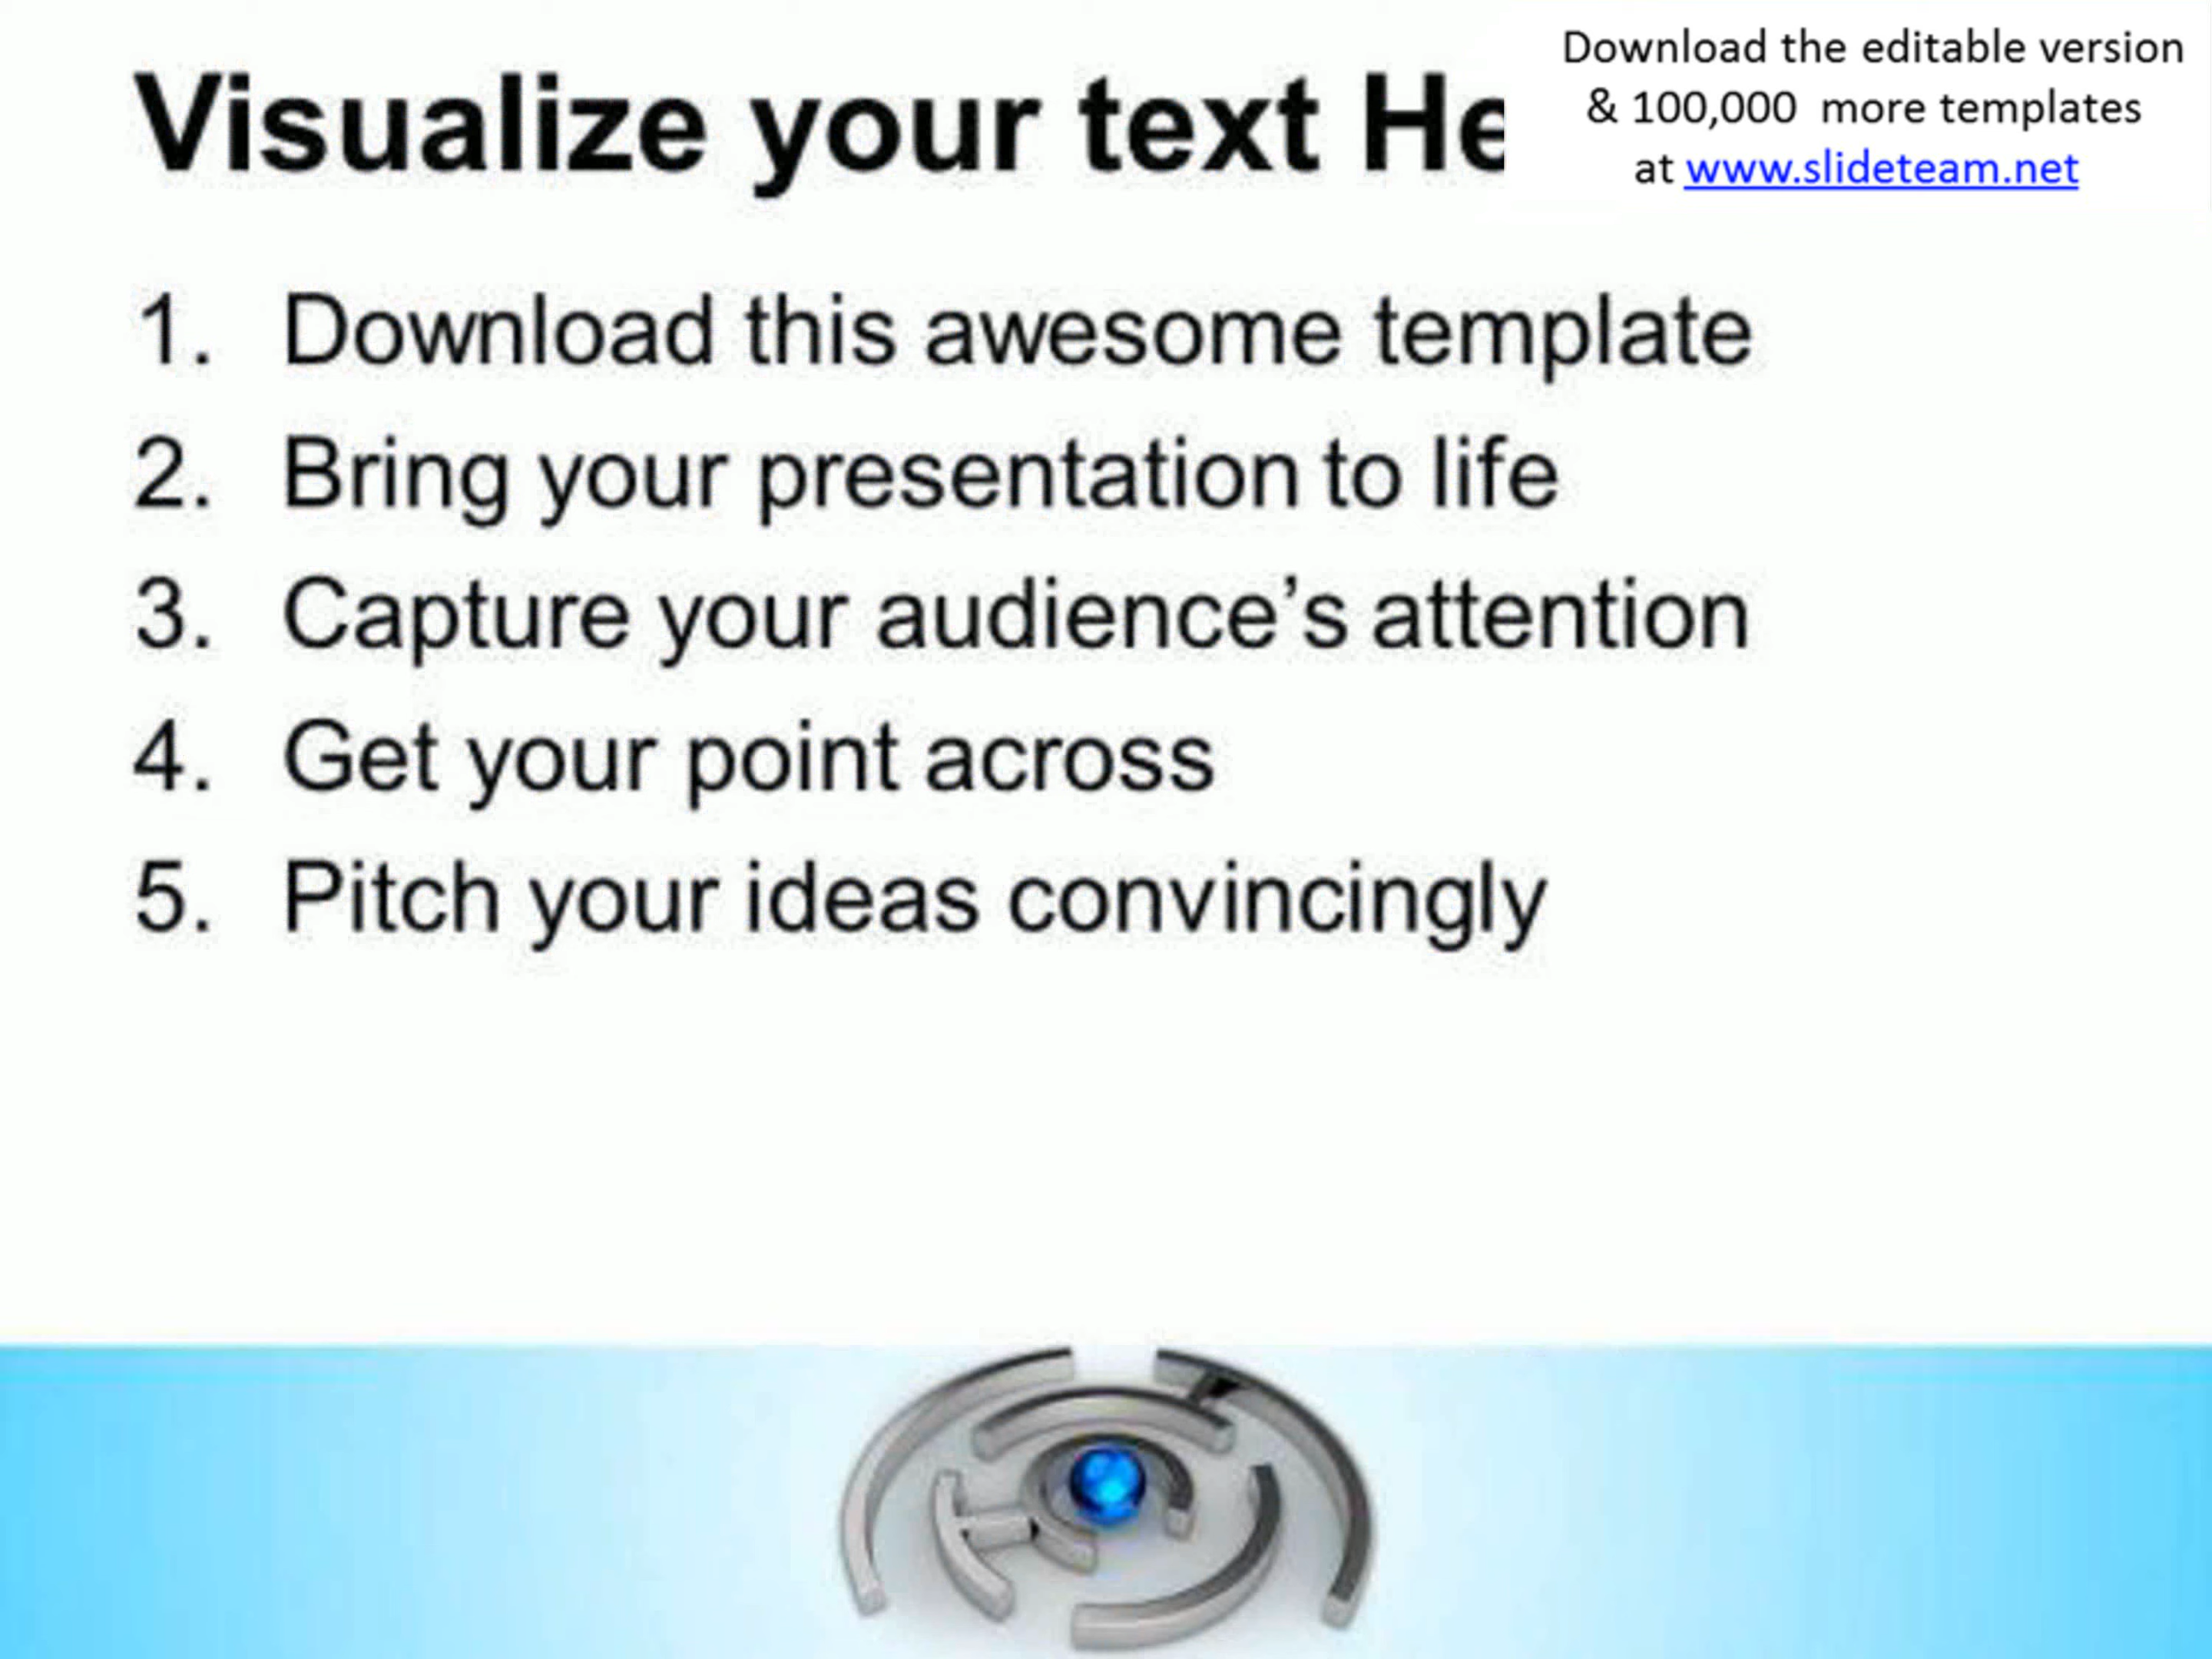 Visualize your text He
Download the editable version
& 100,000 more templates
at www.slideteam.net
1. Download this awesome template
2. Bring your presentation to life
3. Capture your audience’s attention
4. Get your point across
5. Pitch your ideas convincingly